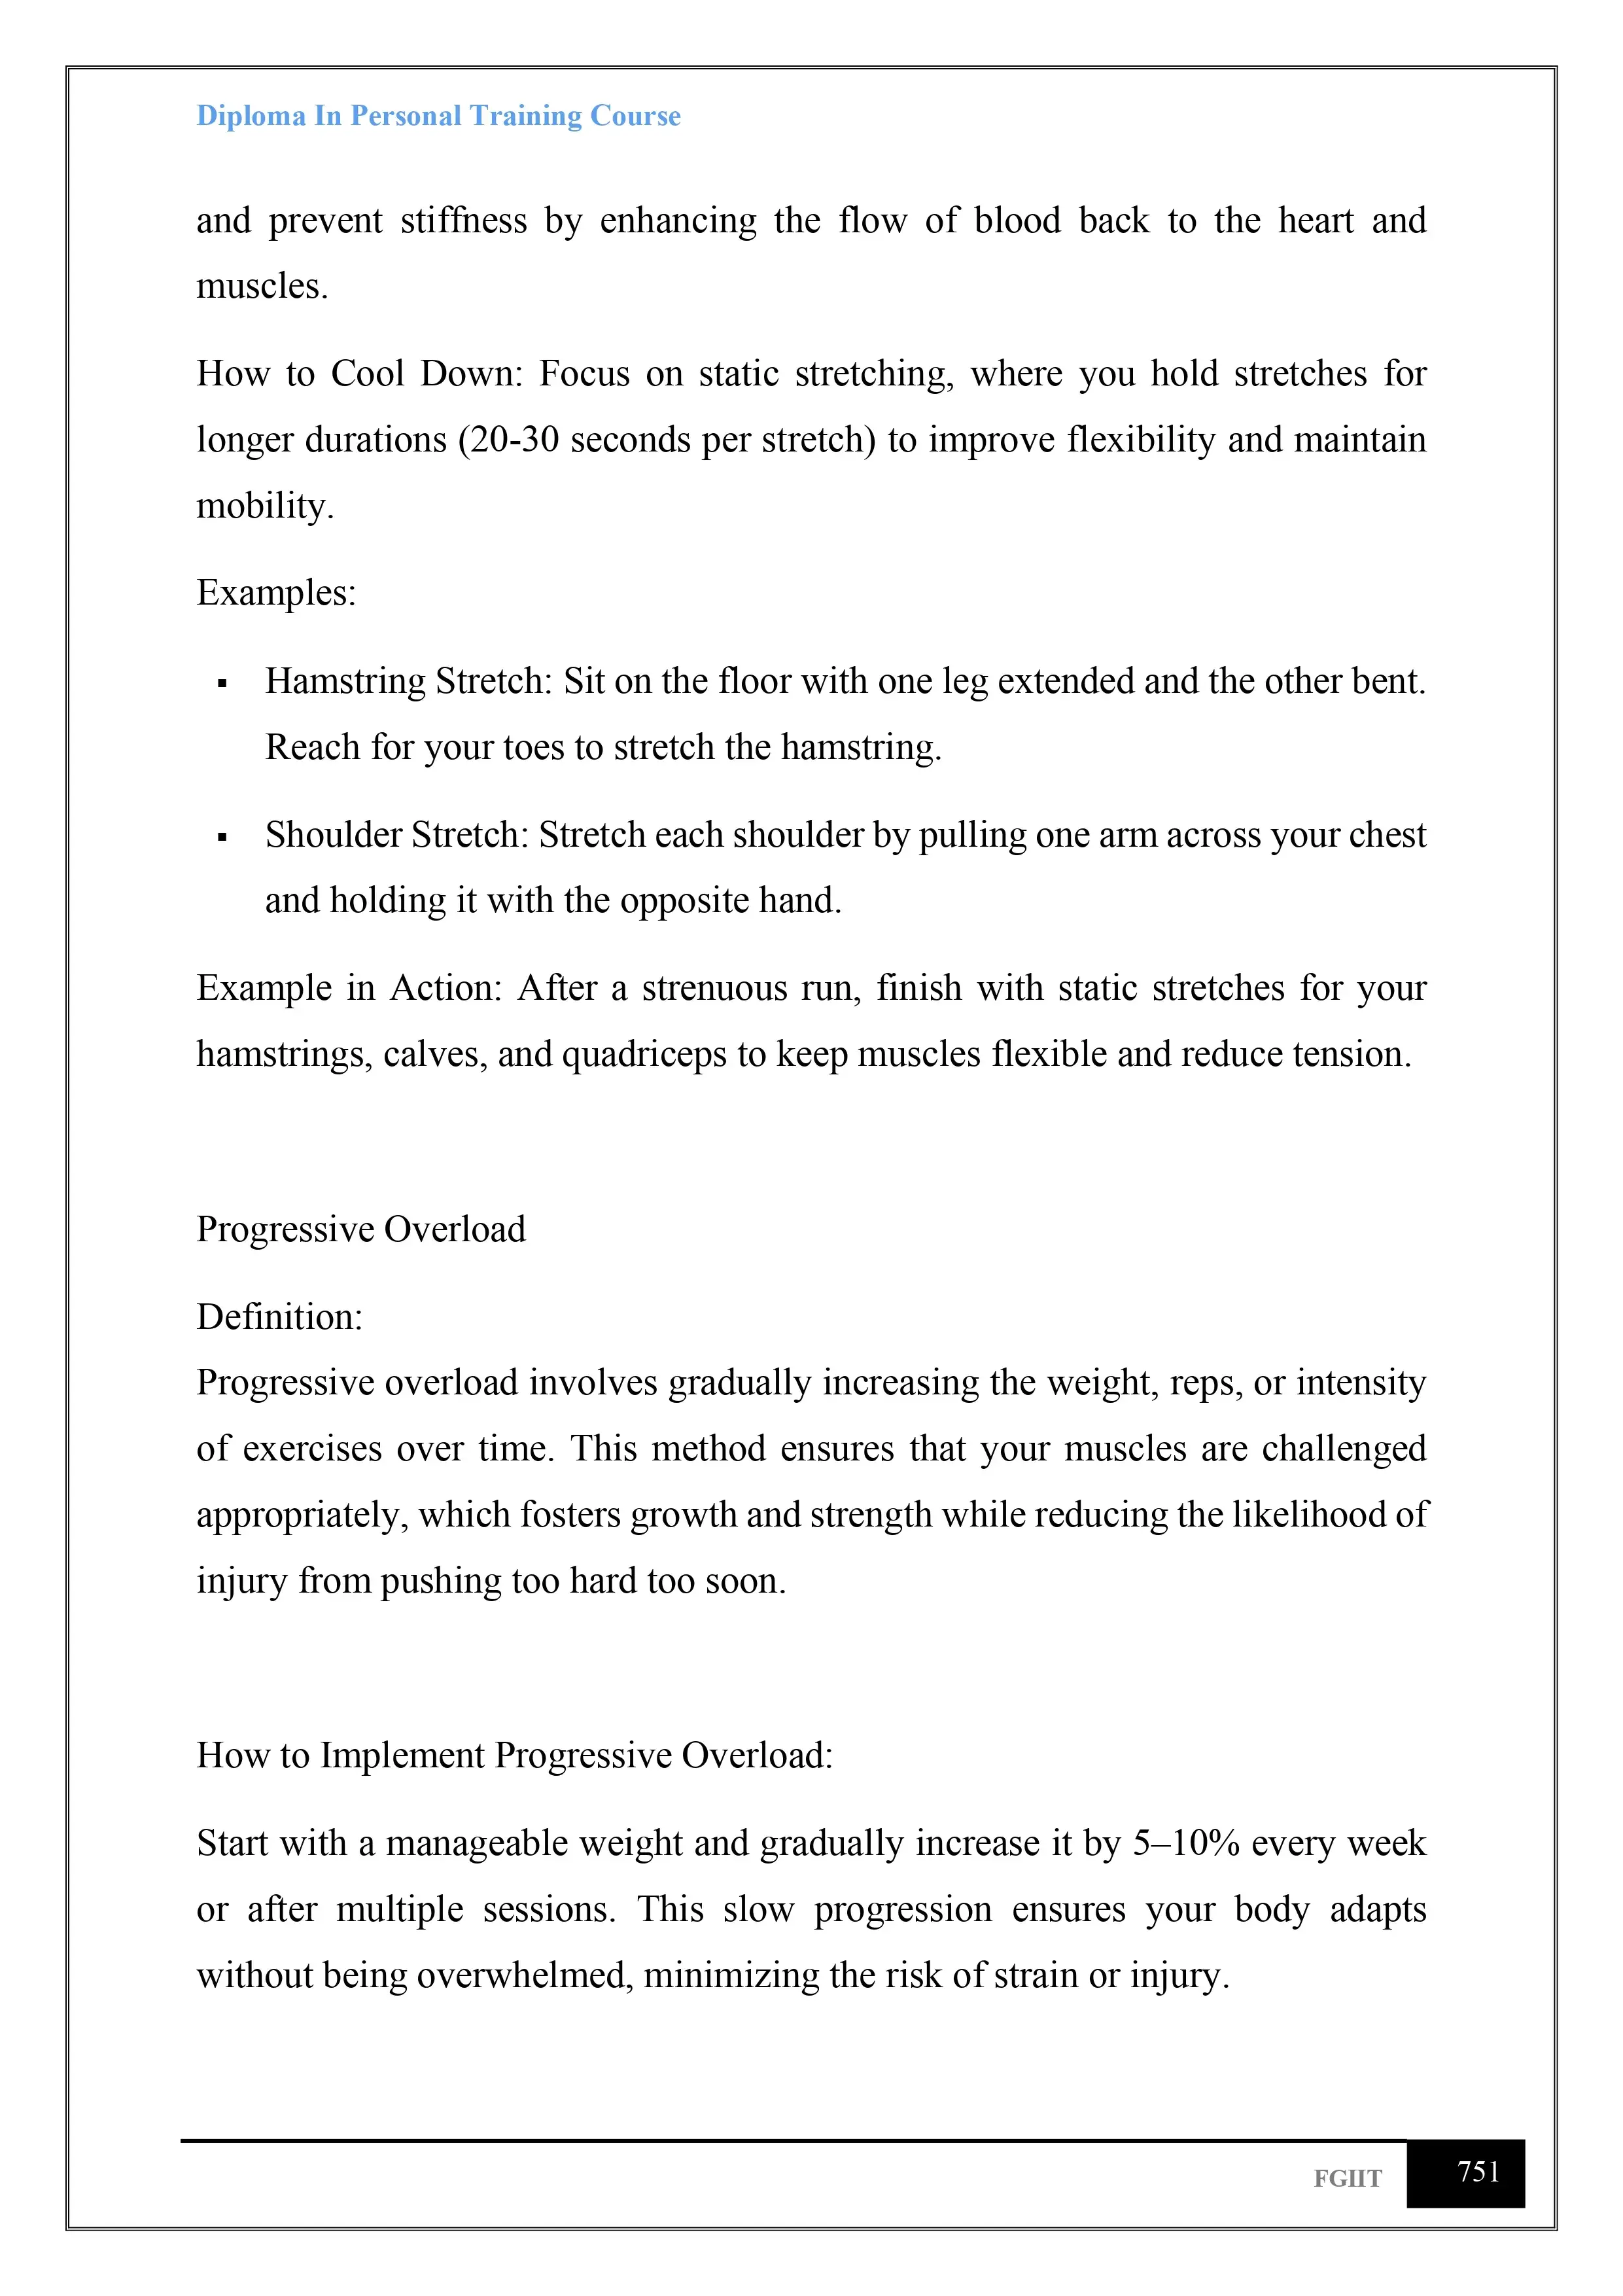 Diploma In Personal Training Course
and prevent stiffness by enhancing the flow of blood back to the heart and
muscles.
How to Cool Down: Focus on static stretching, where you hold stretches for
longer durations (20-30 seconds per stretch) to improve flexibility and maintain
mobility.
Examples:
▪ Hamstring Stretch: Sit on the floor with one leg extended and the other bent.
Reach for your toes to stretch the hamstring.
▪ Shoulder Stretch: Stretch each shoulder by pulling one arm across your chest
and holding it with the opposite hand.
Example in Action: After a strenuous run, finish with static stretches for your
hamstrings, calves, and quadriceps to keep muscles flexible and reduce tension.
Progressive Overload
Definition:
Progressive overload involves gradually increasing the weight, reps, or intensity
of exercises over time. This method ensures that your muscles are challenged
appropriately, which fosters growth and strength while reducing the likelihood of
injury from pushing too hard too soon.
How to Implement Progressive Overload:
Start with a manageable weight and gradually increase it by 5–10% every week
or after multiple sessions. This slow progression ensures your body adapts
without being overwhelmed, minimizing the risk of strain or injury.
FGIIT 751